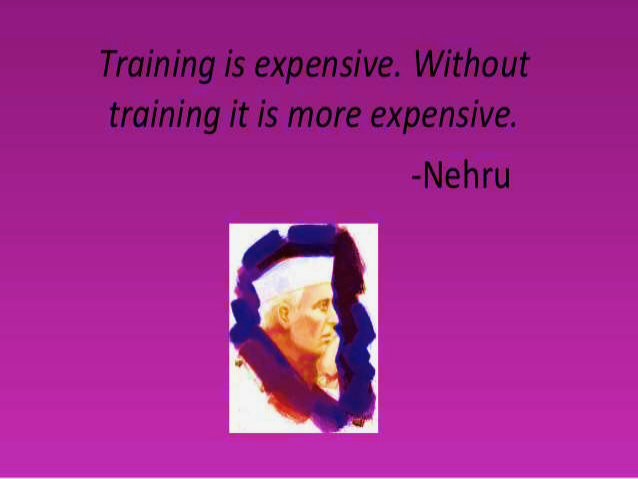 Training is expensive. Without
training it is more expensive.
-Nehru